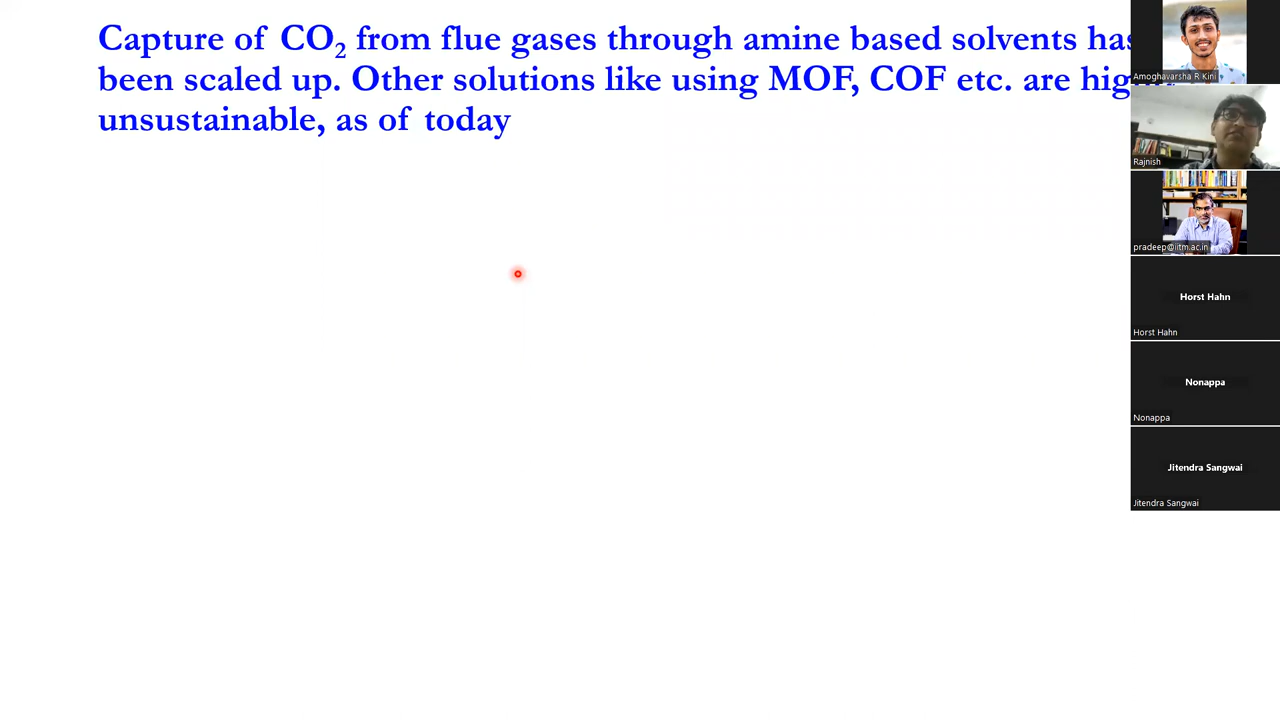 Capture of CO₂ from flue gases through amine based solvents has
been scaled up. Other solutions like using MOF, COF etc. are
unsustainable, as of today
Amoghavarsha R Kini
Rajnish
pradeep@iitm.ac.in
Horst Hahn
Horst Hahn
Nonappa
Nonappa
Jitendra Sangwai
Jitendra Sangwai